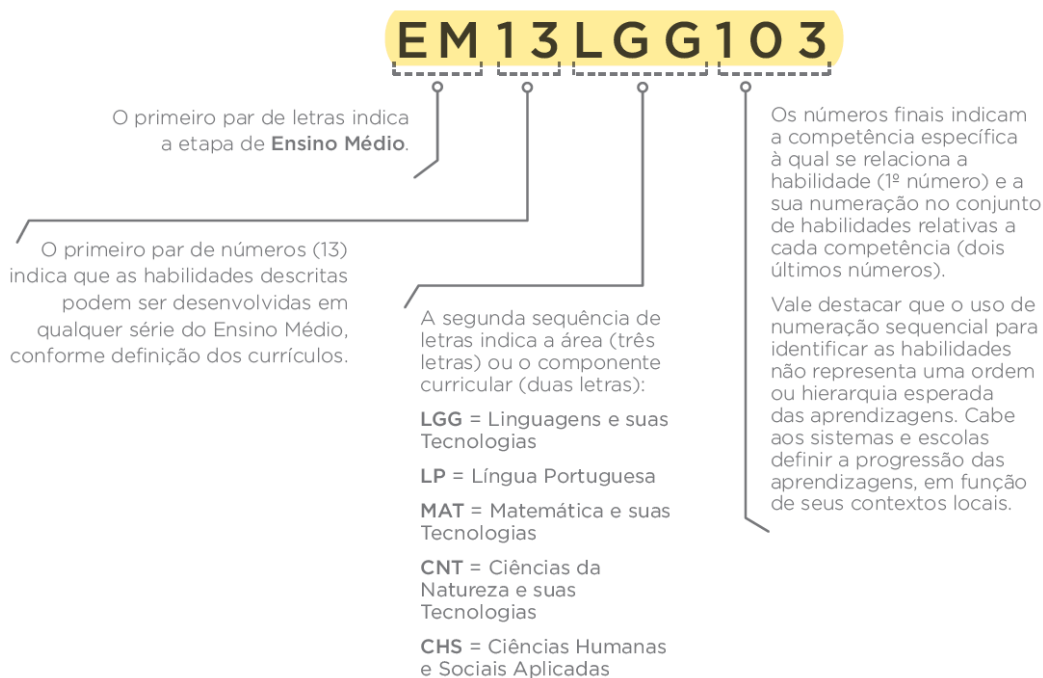 EM13LGG103
O primeiro par de letras indica
a etapa de Ensino Médio.
O primeiro par de números (13)
indica que as habilidades descritas
podem ser desenvolvidas em
qualquer série do Ensino Médio,
conforme definição dos currículos.
A segunda sequência de
letras indica a área (três
letras) ou o componente
curricular (duas letras):
LGG = Linguagens e suas
Tecnologias
LP = Língua Portuguesa
MAT = Matemática e suas
Tecnologias
CNT = Ciências da
Natureza e suas
Tecnologias
CHS = Ciências Humanas
e Sociais Aplicadas
Os números finais indicam
a competência específica
à qual se relaciona a
habilidade (1º número) e a
sua numeração no conjunto
de habilidades relativas a
cada competência (dois
últimos números).
Vale destacar que o uso de
numeração sequencial para
identificar as habilidades
não representa uma ordem
ou hierarquia esperada
das aprendizagens. Cabe
aos sistemas e escolas
definir a progressão das
aprendizagens, em função
de seus contextos locais.